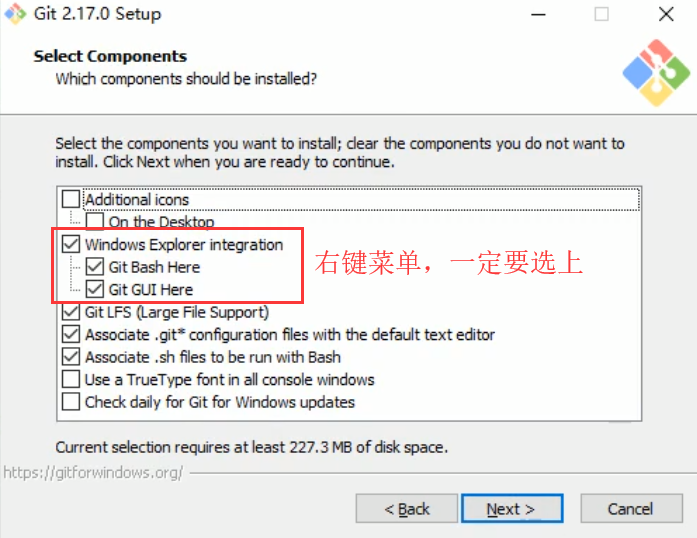 Git 2.17.0 Setup
Select Components
Which components should be installed?
Select the components you want to install; clear the components you do not want to
install. Click Next when you are ready to continue.
Additional icons
On the Desktop
Windows Explorer integration
Git Bash Here
右键菜单，一定要选上
Git GUI Here
Git LFS (Large File Support)
Associate .git* configuration files with the default text editor
Associate .sh files to be run with Bash
Use a TrueType font in all console windows
Check daily for Git for Windows updates
Current selection requires at least 227.3 MB of disk space.
https://gitforwindows.org/
< Back
Next >
Cancel